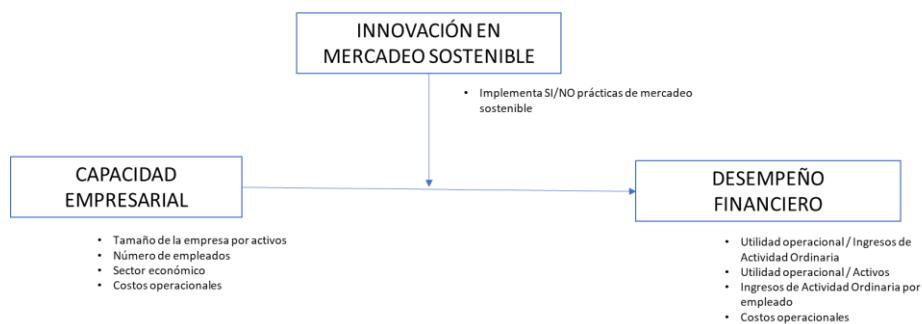 INNOVACIÓN EN
MERCADEO SOSTENIBLE
• Implementa SI/NO prácticas de mercadeo
sostenible
CAPACIDAD
EMPRESARIAL
• Tamaño de la empresa por activos
• Número de empleados
• Sector económico
• Costos operacionales
DESEMPEÑO
FINANCIERO
• Utilidad operacional / Ingresos de
Actividad Ordinaria
• Utilidad operacional / Activos
• Ingresos de Actividad Ordinaria por
empleado
• Costos operacionales